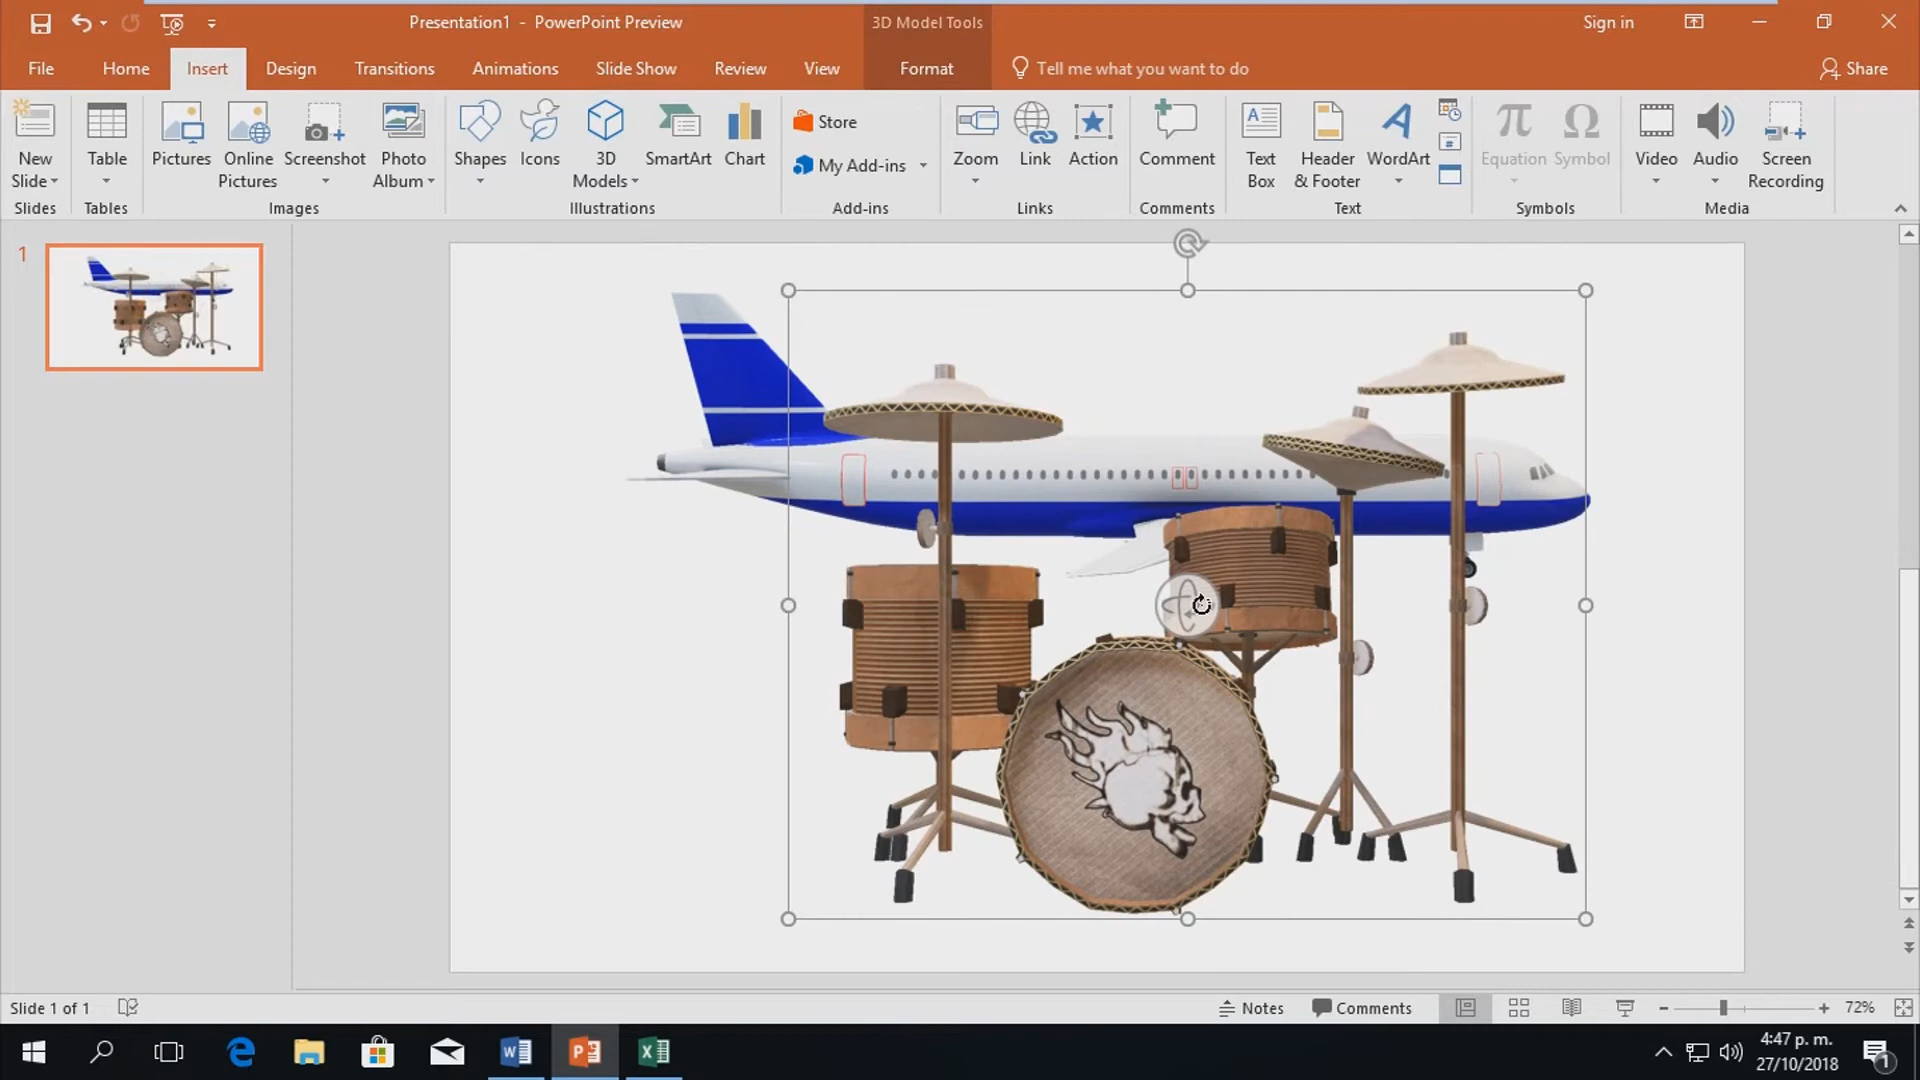 Presentation1 - PowerPoint Preview
3D Model Tools
Sign in
File Home Insert Design Transitions Animations Slide Show Review View Format Tell me what you want to do Share
New Slide
Table
Pictures
Online Pictures
Screenshot
Photo Album
Shapes
Icons
3D Models
SmartArt
Chart
Store
My Add-ins
Zoom
Link
Action
Comment
Text Box
Header & Footer
WordArt
Equation
Symbol
Video
Audio
Screen Recording
Slides Tables Images Illustrations Add-ins Links Comments Text Symbols Media
1
Slide 1 of 1
Notes Comments 72%
4:47 p. m.
27/10/2018
1